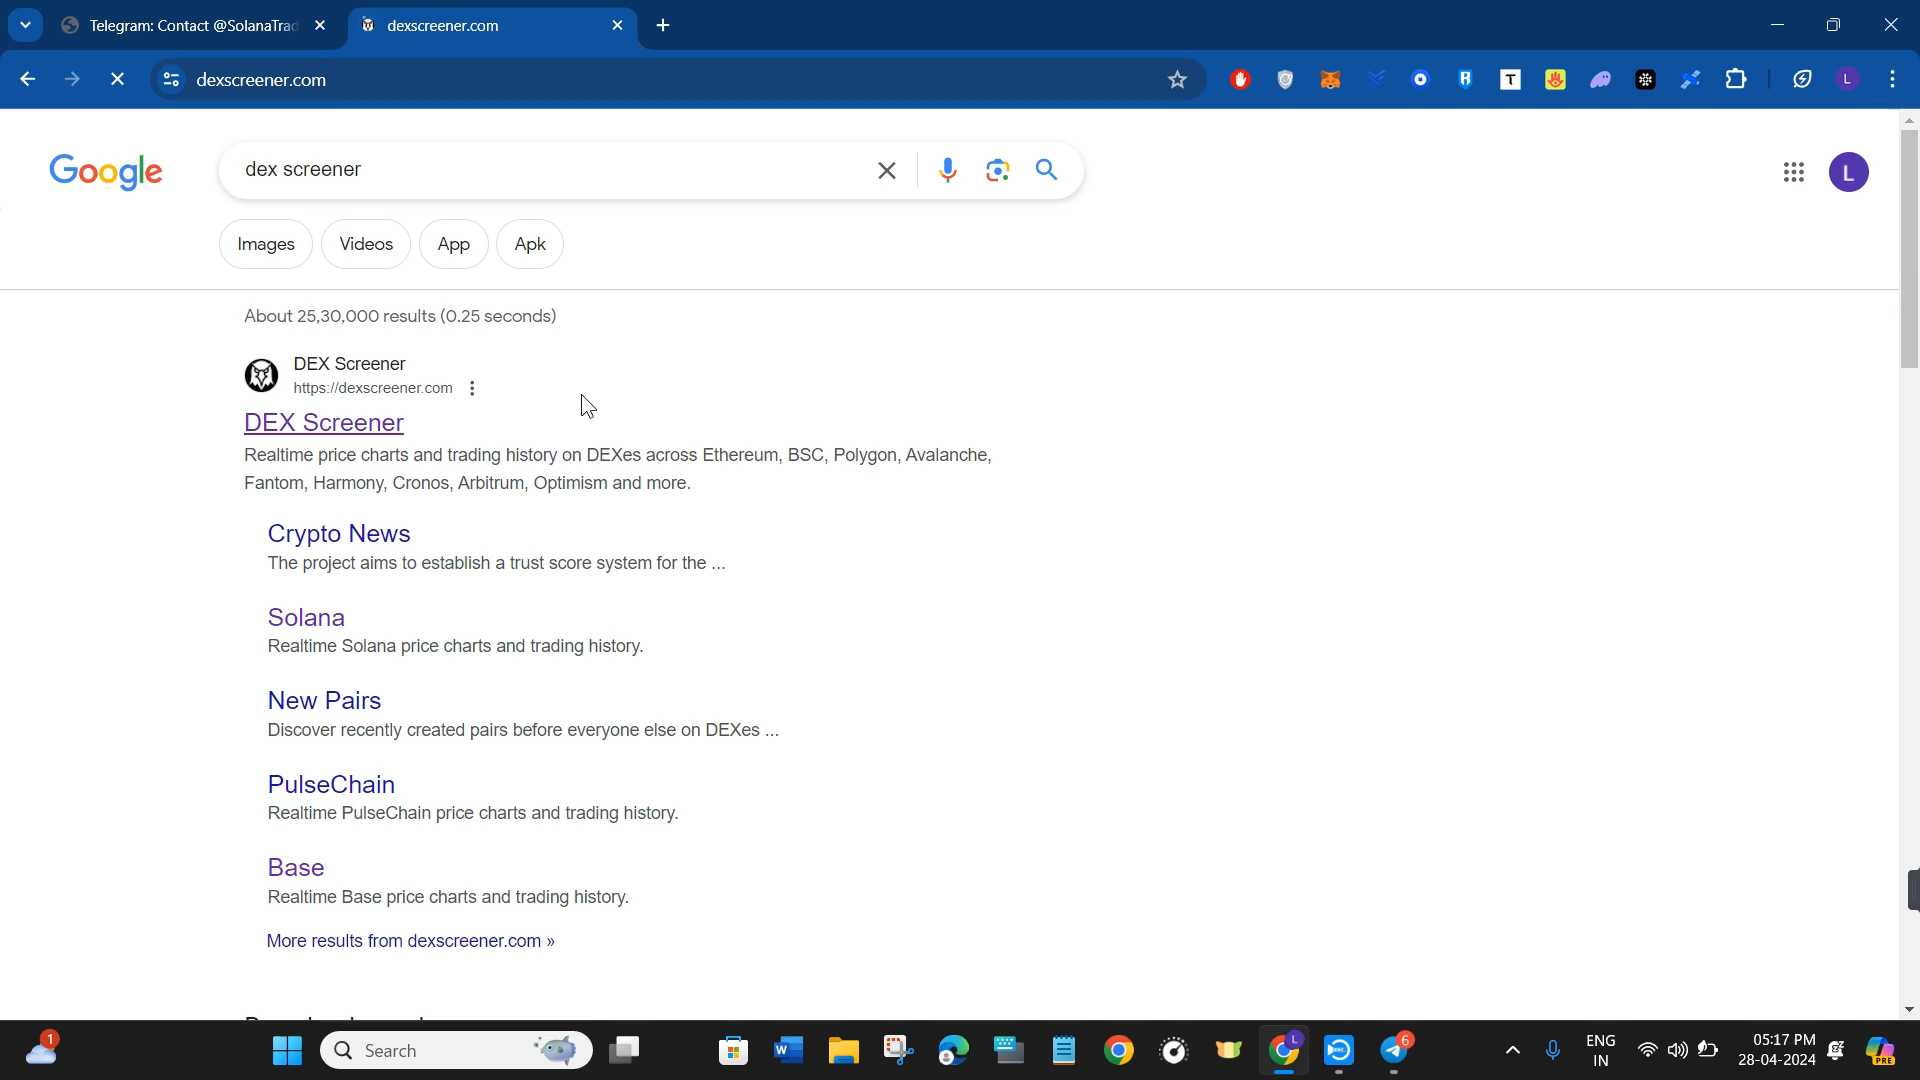 Telegram: Contact @SolanaTrad
dexscreener.com
dexscreener.com
L
Google
dex screener
L
Images
Videos
App
Apk
About 25,30,000 results (0.25 seconds)
DEX Screener
https://dexscreener.com
DEX Screener
Realtime price charts and trading history on DEXes across Ethereum, BSC, Polygon, Avalanche,
Fantom, Harmony, Cronos, Arbitrum, Optimism and more.
Crypto News
The project aims to establish a trust score system for the ...
Solana
Realtime Solana price charts and trading history.
New Pairs
Discover recently created pairs before everyone else on DEXes ...
PulseChain
Realtime PulseChain price charts and trading history.
Base
Realtime Base price charts and trading history.
More results from dexscreener.com »
1
Search
W
L
REC
6
ENG
IN
05:17 PM
28-04-2024
PRE